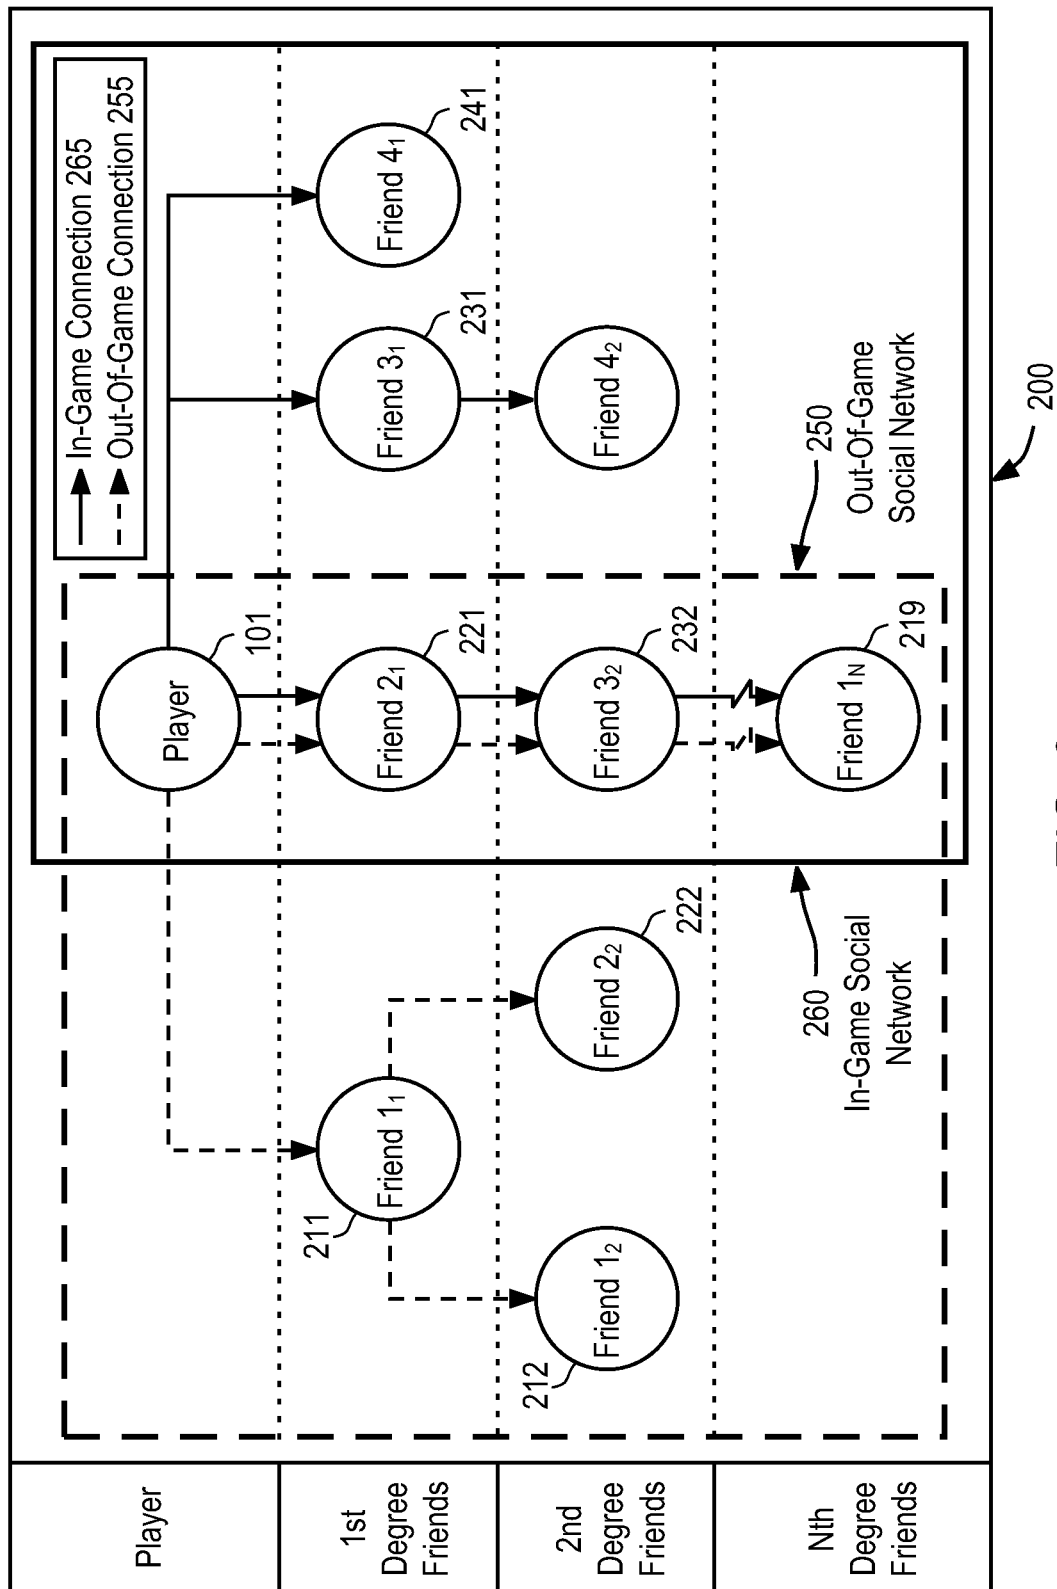 In-Game Connection 265
Out-Of-Game Connection 255
Player
Player
101
1st
Degree
Friends
211
Friend 1₁
Friend 2₁
221
Friend 3₁
231
Friend 4₁
241
2nd
Degree
Friends
212
Friend 1₂
Friend 2₂
222
Friend 3₂
232
Friend 4₂
Nth
Degree
Friends
260
In-Game Social
Network
Friend 1N
219
250
Out-Of-Game
Social Network
200